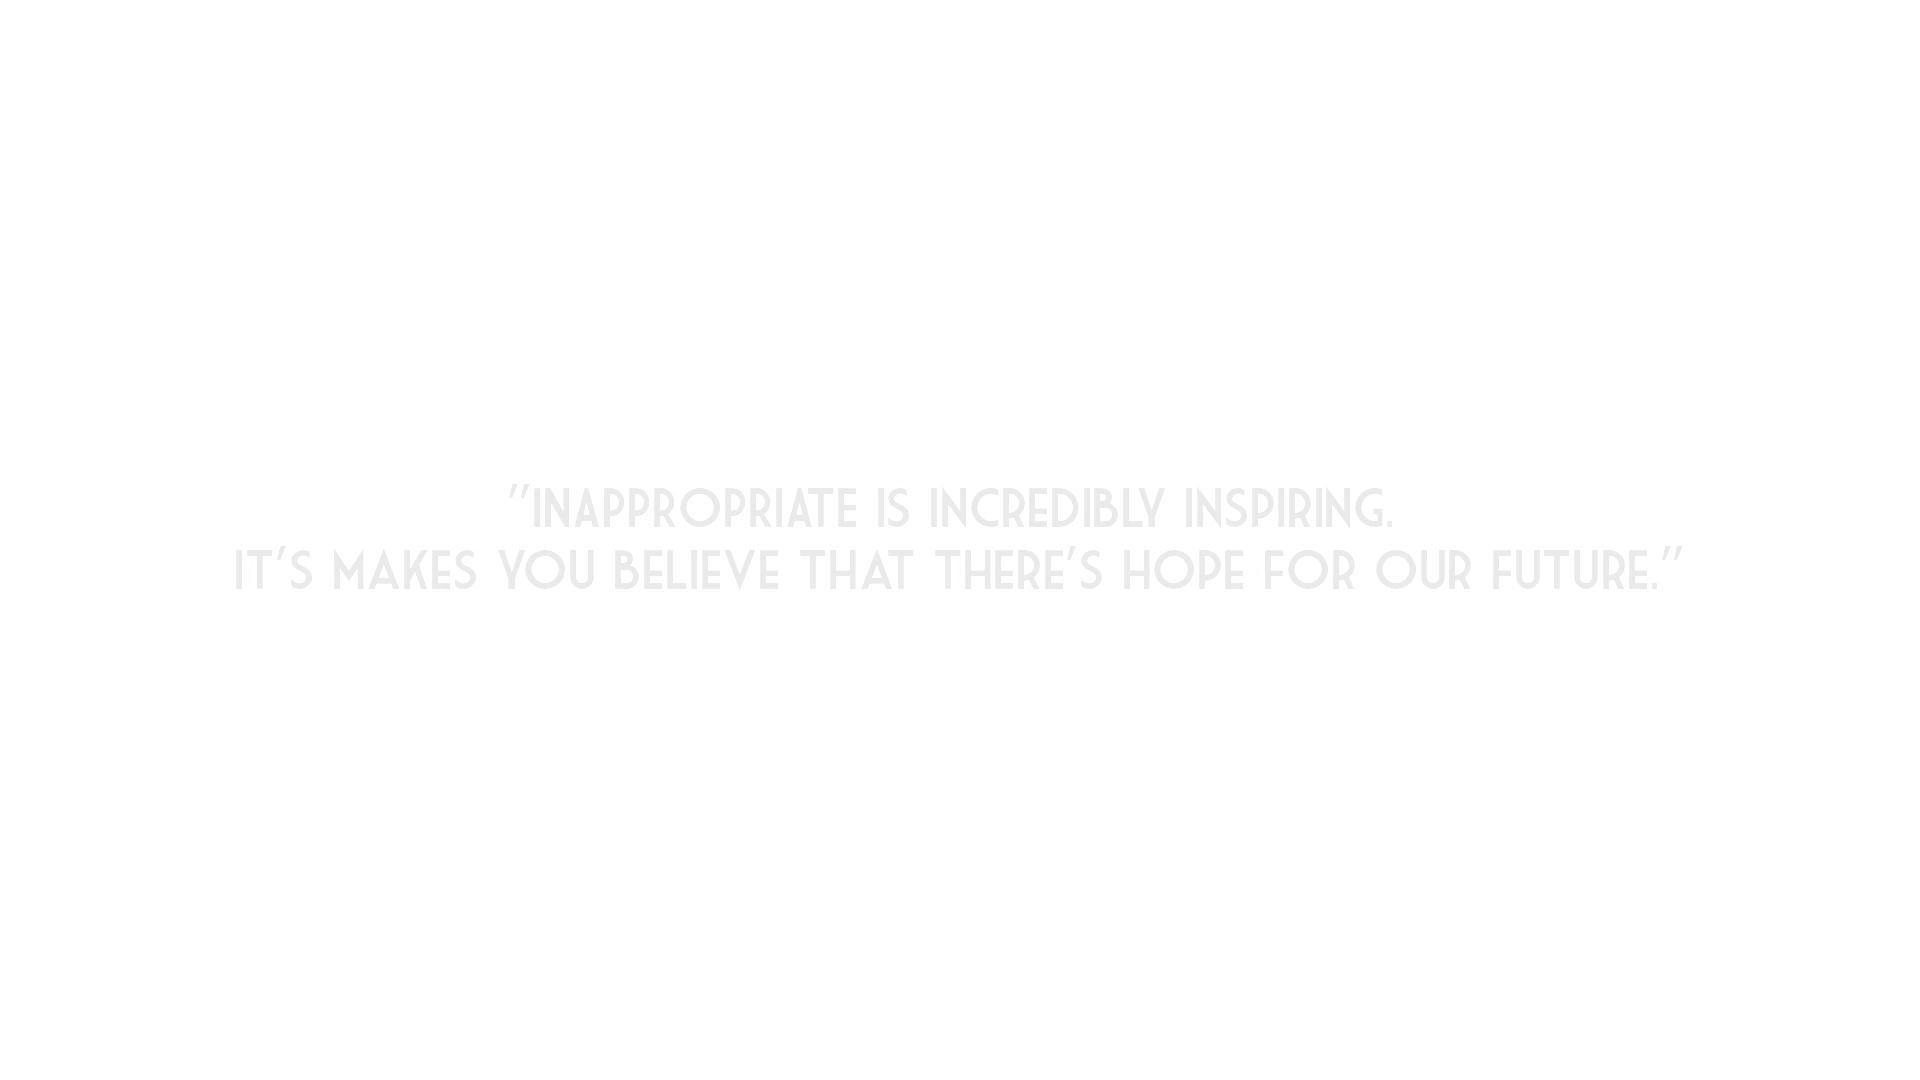 "INAPPROPRIATE IS INCREDIBLY INSPIRING.
IT'S MAKES YOU BELIEVE THAT THERE'S HOPE FOR OUR FUTURE."